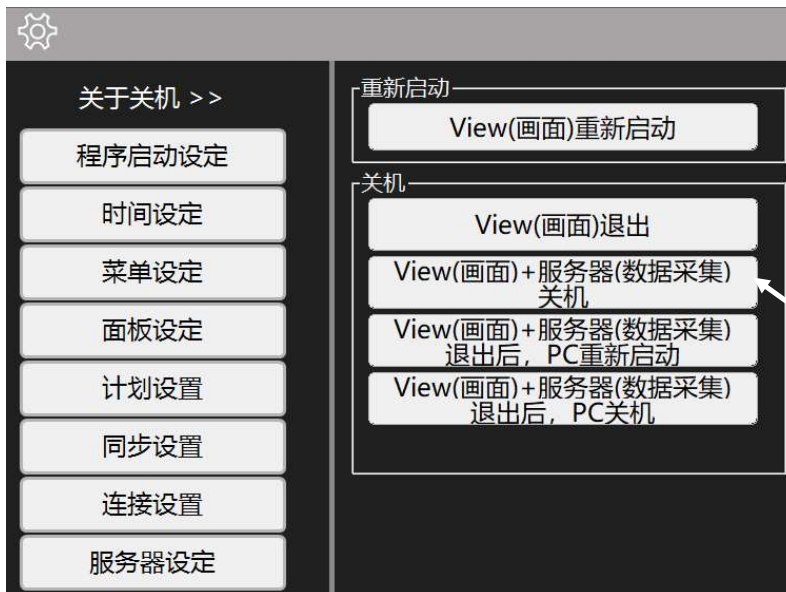 关于关机 >>
程序启动设定
时间设定
菜单设定
面板设定
计划设置
同步设置
连接设置
服务器设定
重新启动
View(画面)重新启动
关机
View(画面)退出
View(画面)+服务器(数据采集)
关机
View(画面)+服务器(数据采集)
退出后，PC重新启动
View(画面)+服务器(数据采集)
退出后，PC关机